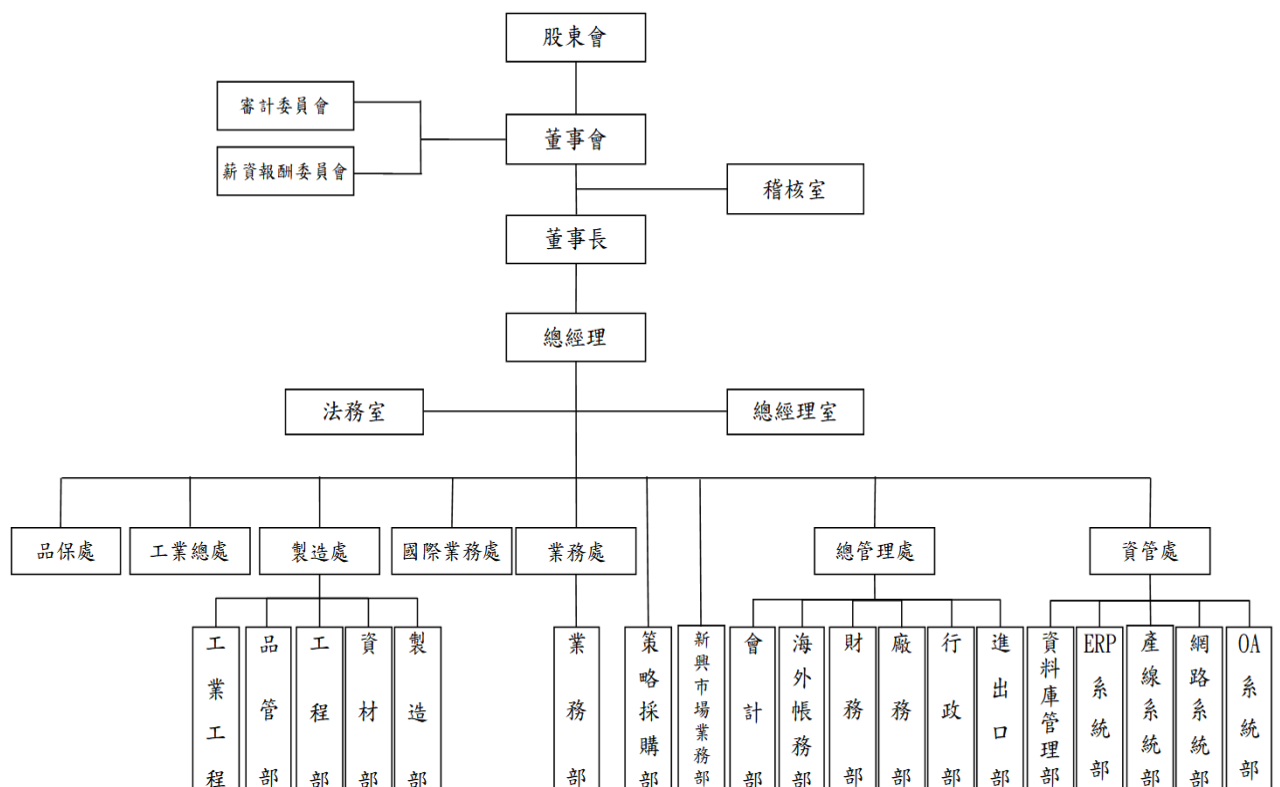 股東會
審計委員會
董事會
薪資報酬委員會
稽核室
董事長
總經理
法務室
總經理室
品保處
工業總處
製造處
國際業務處
業務處
總管理處
資管處
工業工程
品管部
工程部
資材部
製造部
業務部
策略採購部
新興市場業務部
會計部
海外帳務部
財務部
廠務部
行政部
進出口部
資料庫管理部
ERP系統部
產線系統部
網路系統部
OA系統部